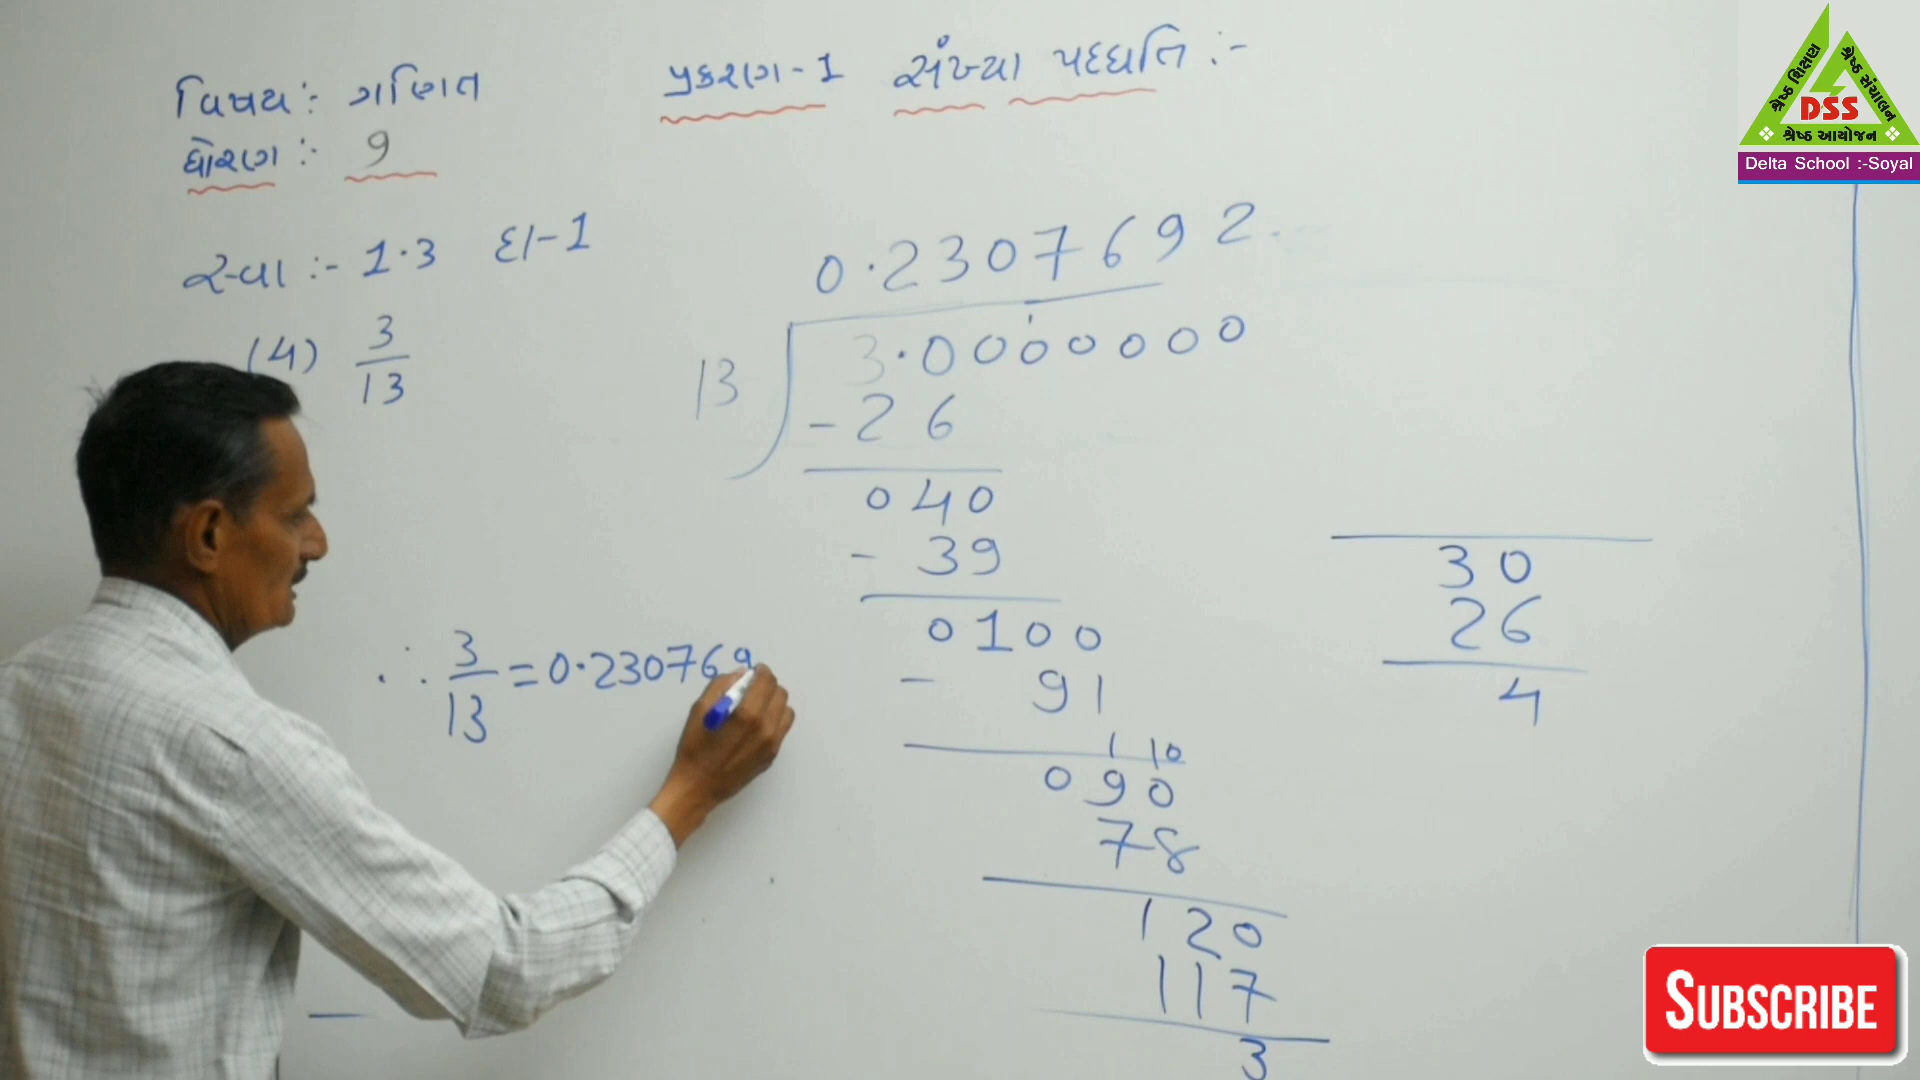 વિષય :- ગણિત
પ્રકરણ - 1 સંખ્યા પદ્ધતિ :-
ધોરણ :- 9
સ્વા :- 1.3 દા-1
(4) 3/13
0.2307692.
13 3.0000000
- 26
040
- 39
0100
- 91
1 10
090
78
120
117
3
30
26
4
∴ 3/13 = 0.230769
શ્રેષ્ઠ શિક્ષણ
શ્રેષ્ઠ સંચાલન
DSS
શ્રેષ્ઠ આયોજન
Delta School :-Soyal
SUBSCRIBE